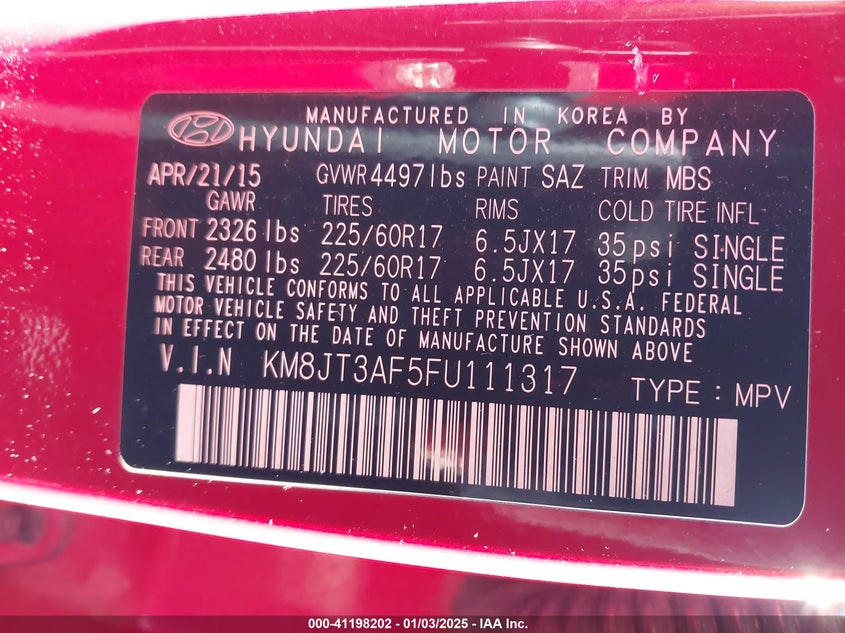 MANUFACTURED IN KOREA BY
HYUNDAI MOTOR COMPANY
APR/21/15 GVWR 4497lbs PAINT SAZ TRIM MBS
GAWR TIRES RIMS COLD TIRE INFL
FRONT 2326 lbs 225/60R17 6.5JX17 35psi SINGLE
REAR 2480 lbs 225/60R17 6.5JX17 35psi SINGLE
THIS VEHICLE CONFORMS TO ALL APPLICABLE U.S.A. FEDERAL
MOTOR VEHICLE SAFETY AND THEFT PREVENTION STANDARDS
IN EFFECT ON THE DATE OF MANUFACTURE SHOWN ABOVE
V.I.N KM8JT3AF5FU111317 TYPE : MPV
000-41198202 - 01/03/2025 - IAA Inc.